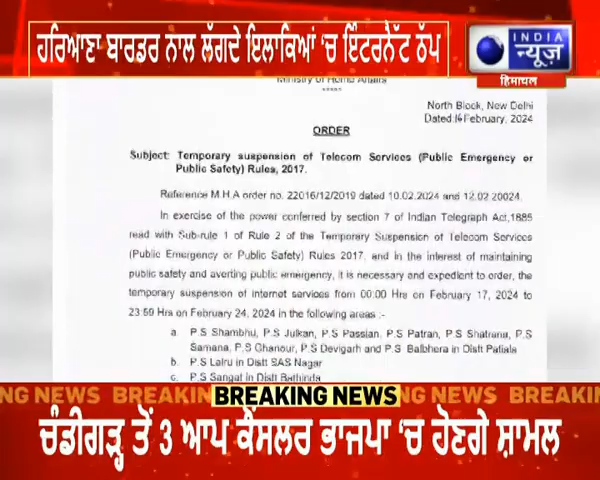 ਹਰਿਆਣਾ ਬਾਰਡਰ ਨਾਲ ਲੱਗਦੇ ਇਲਾਕਿਆਂ 'ਚ ਇੰਟਰਨੈੱਟ ਠੱਪ
INDIA
न्यूज़
हिमाचल
Ministry of Home Affairs
*****
North Block, New Delhi
Dated 16 February, 2024
ORDER
Subject: Temporary suspension of Telecom Services (Public Emergency or
Public Safety) Rules, 2017.
Reference M.H.A order no. 22016/12/2019 dated 10.02.2024 and 12.02 20024.
In exercise of the power conferred by section 7 of Indian Telegraph Act,1885
read with Sub-rule 1 of Rule 2 of the Temporary Suspension of Telecom Services
(Public Emergency or Public Safety) Rules 2017, and in the interest of maintaining
public safety and averting public emergency, it is necessary and expedient to order, the
temporary suspension of internet services from 00:00 Hrs on February 17, 2024 to
23:59 Hrs on February 24, 2024 in the following areas :-
a. P.S Shambhu, P.S Julkan, P.S Passian, P.S Patran, P.S Shatrana, P.S
Samana, P.S Ghanour, P.S Devigarh and P.S Balbhera in Distt Patiala
b. P.S Lalru in Distt SAS Nagar
c. P.S Sangat in Distt Bathinda
NG NEWS BREAKING BREAKING NEWS BREAKING NEWS
ਚੰਡੀਗੜ੍ਹ ਤੋਂ 3 ਆਪ ਕੌਂਸਲਰ ਭਾਜਪਾ 'ਚ ਹੋਣਗੇ ਸ਼ਾਮਲ